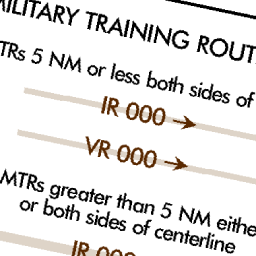 MILITARY TRAINING ROUT
MTRs 5 NM or less both sides of
IR 000
VR 000
MTRs greater than 5 NM eithe
or both sides of centerline
IR 000